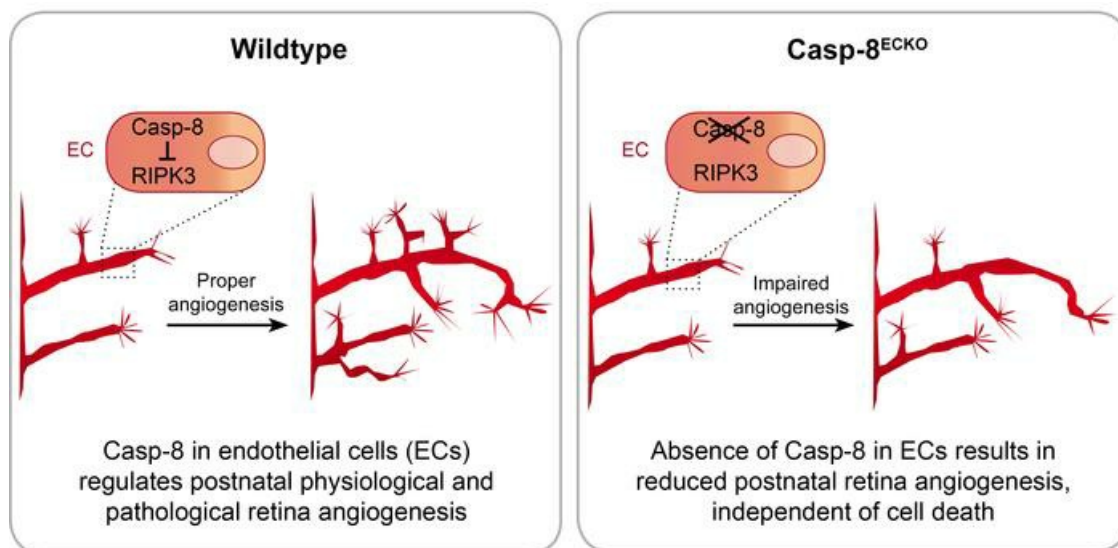 Wildtype
Casp-8
EC
RIPK3
Proper
angiogenesis
Casp-8 in endothelial cells (ECs)
regulates postnatal physiological and
pathological retina angiogenesis
Casp-8ᴱᶜᴷᴼ
Casp-8
EC
RIPK3
Impaired
angiogenesis
Absence of Casp-8 in ECs results in
reduced postnatal retina angiogenesis,
independent of cell death